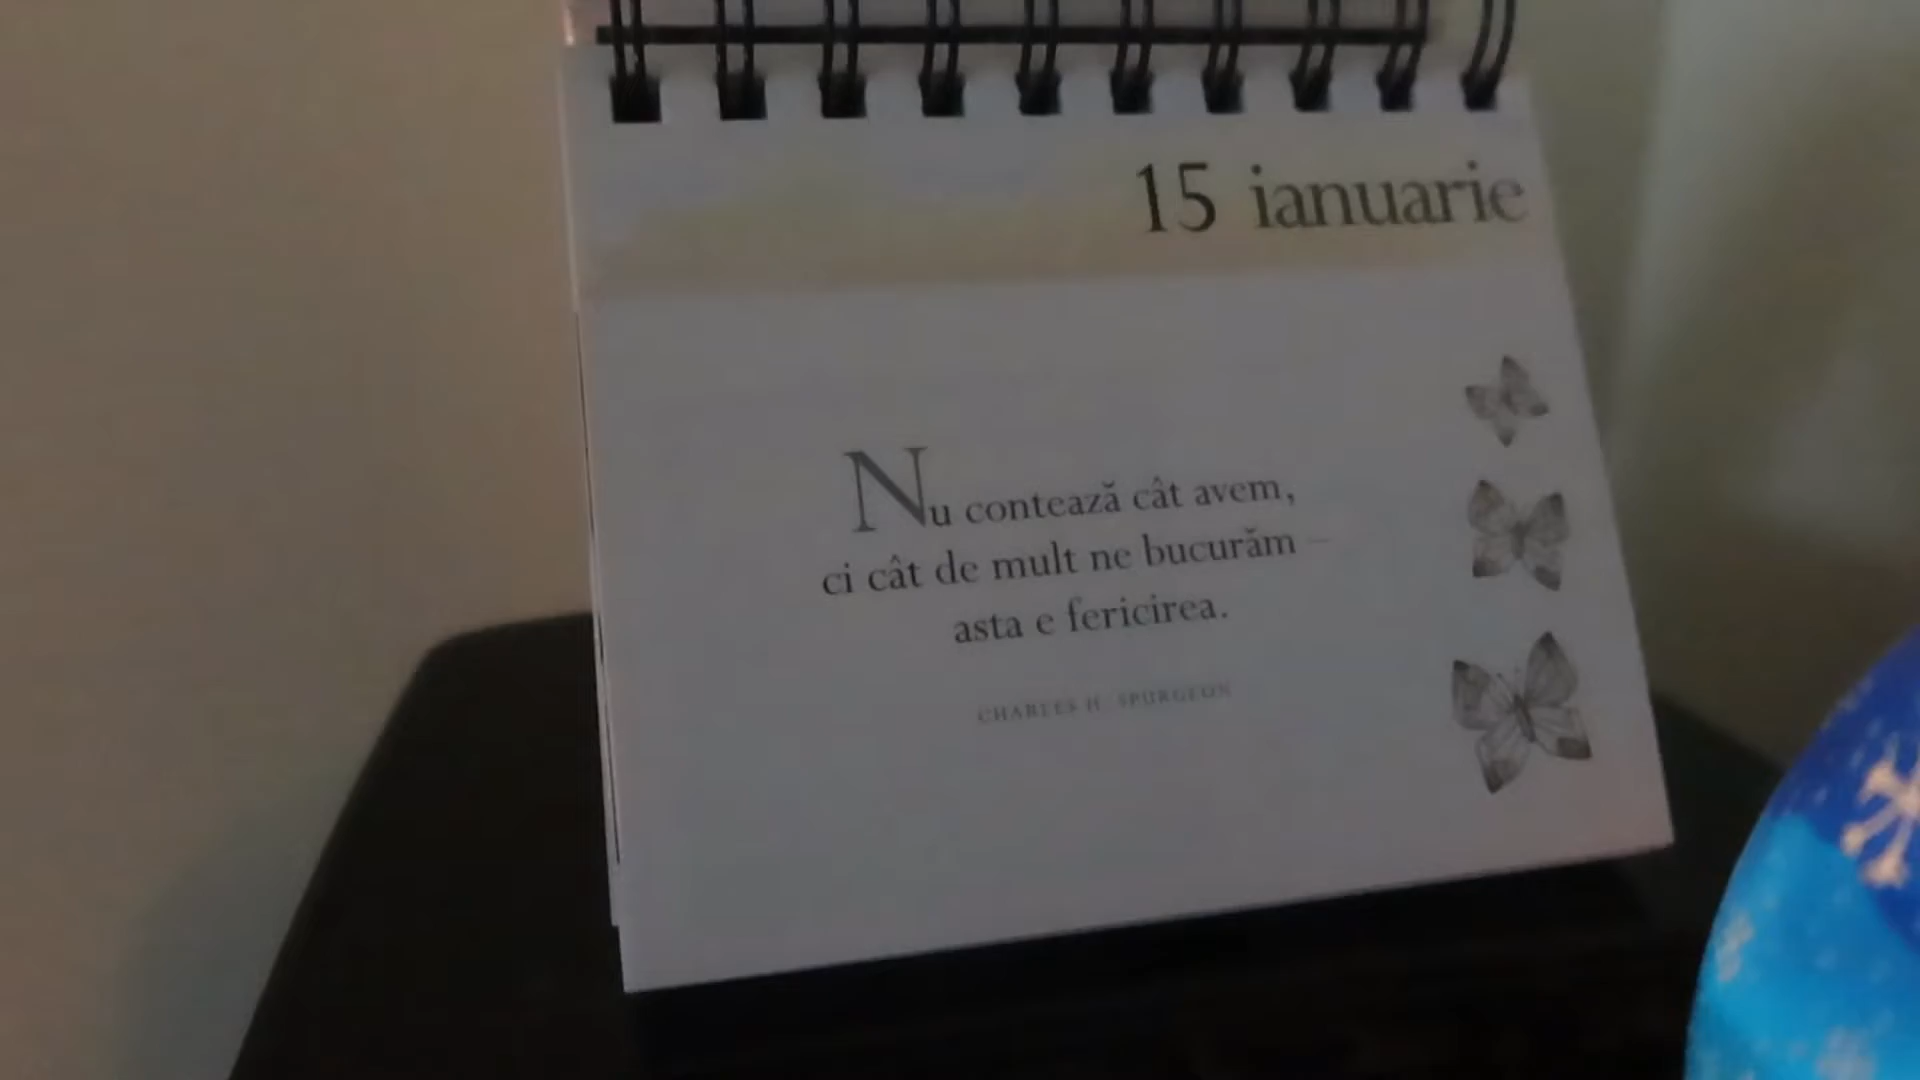 15 ianuarie
Nu contează cât avem,
ci cât de mult ne bucurăm –
asta e fericirea.
CHARLES H. SPURGEON